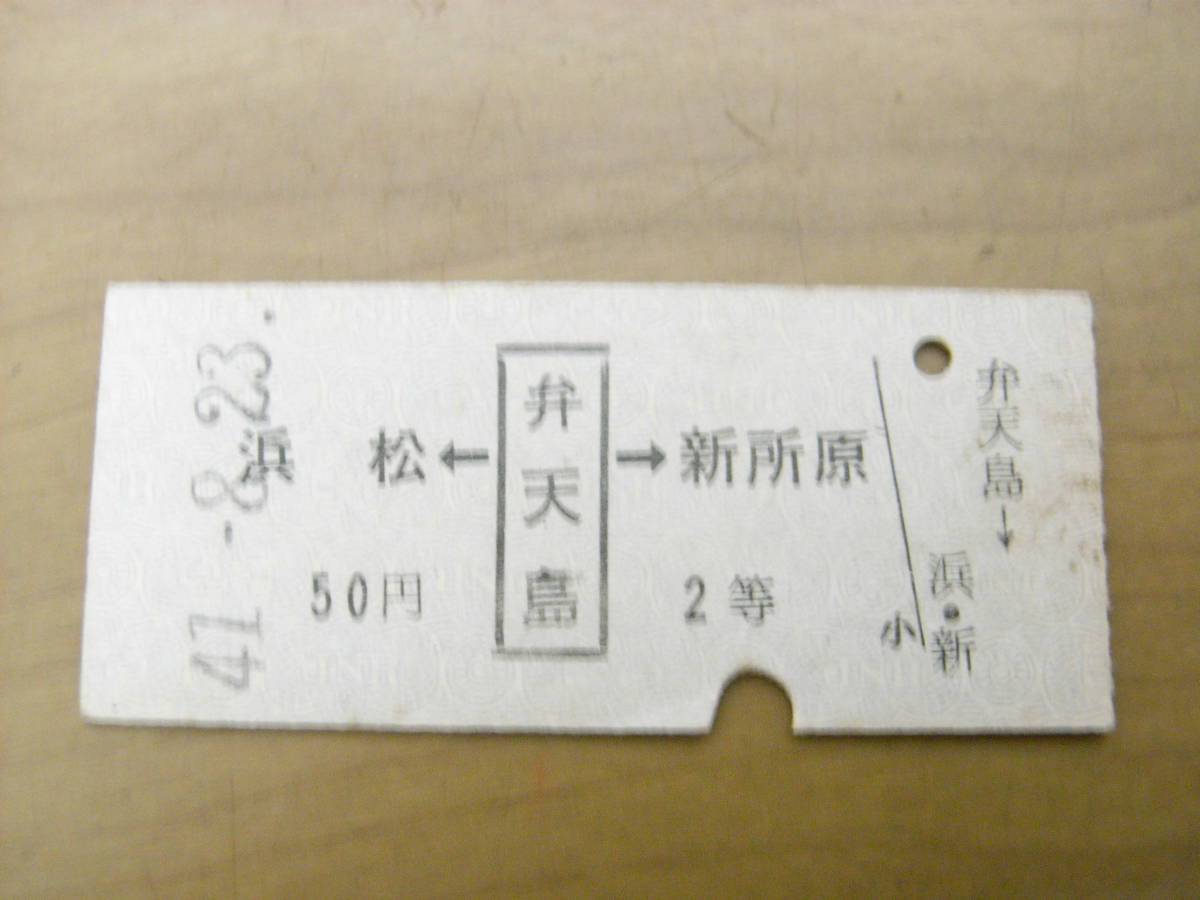 41.-8.23.
浜松←弁天島→新所原
50円 2等
弁天島→
浜・新
小